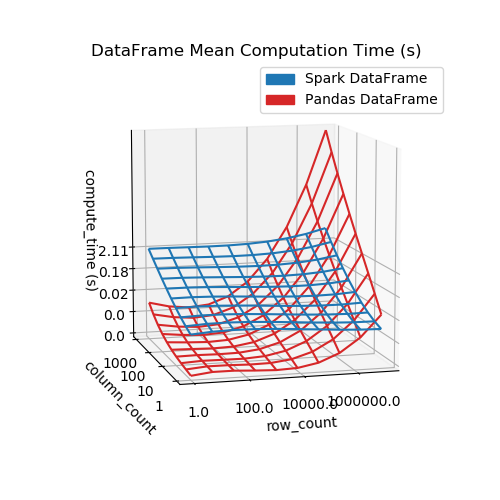 DataFrame Mean Computation Time (s)
Spark DataFrame
Pandas DataFrame
compute_time (s)
2.11
0.18
0.02
0.0
0.0
column_count
1000
100
10
1
1.0
100.0
10000.0
1000000.0
row_count